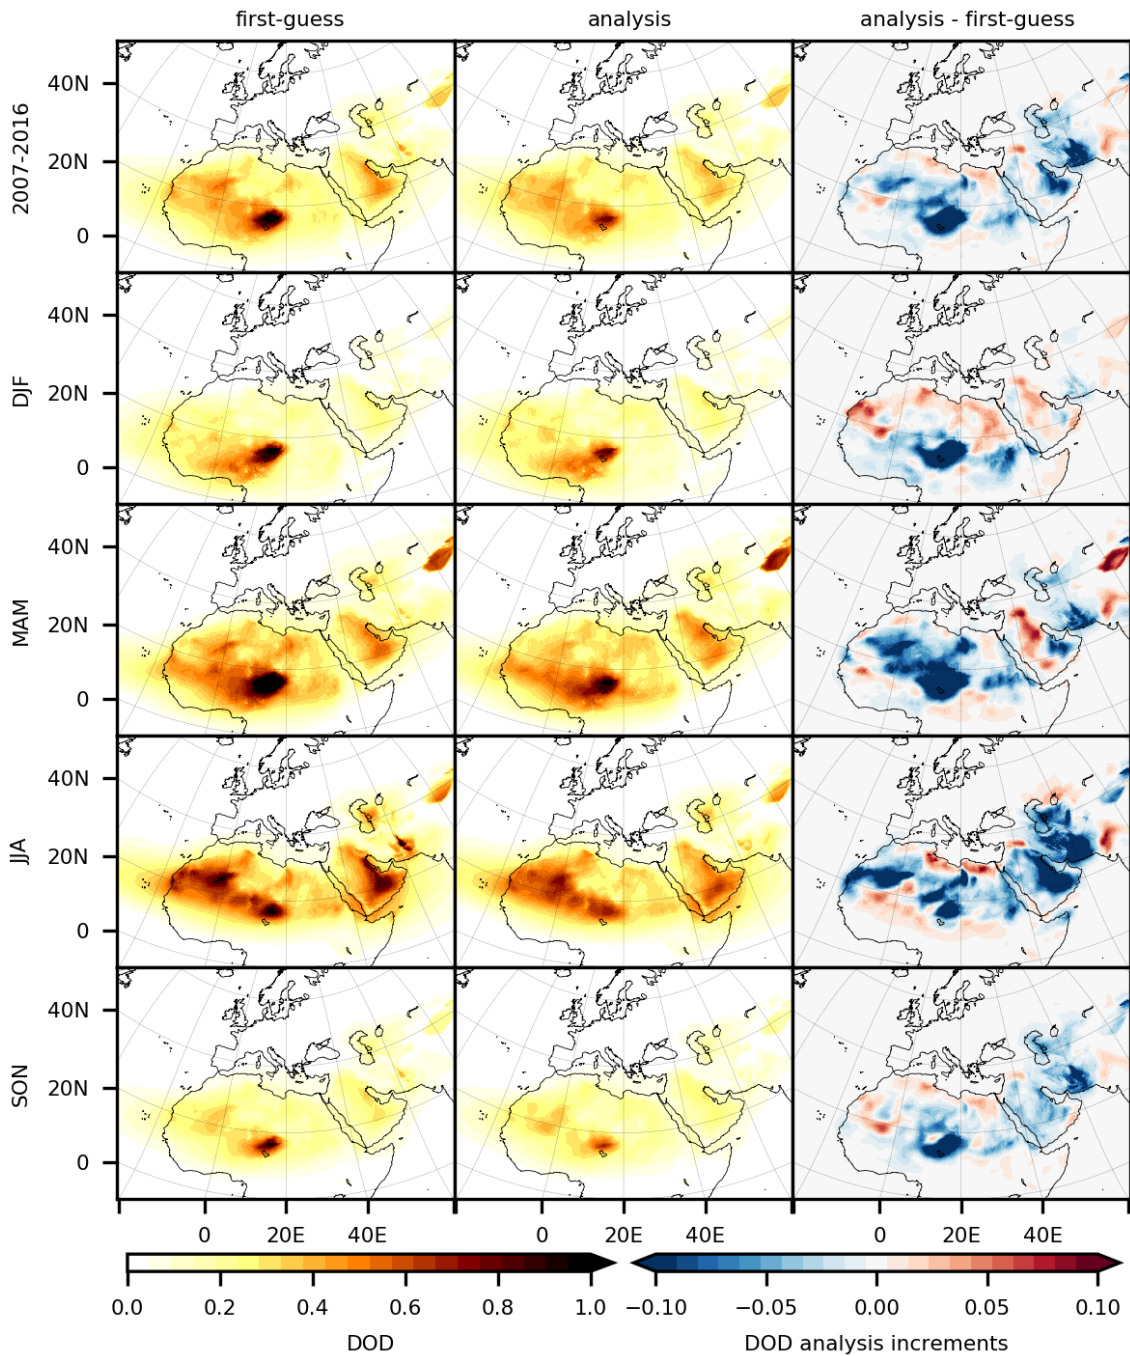 first-guess analysis analysis - first-guess
2007-2016
40N
20N
0
DJF
40N
20N
0
MAM
40N
20N
0
JJA
40N
20N
0
SON
40N
20N
0
0 20E 40E 0 20E 40E 0 20E 40E
0.0 0.2 0.4 0.6 0.8 1.0 −0.10 −0.05 0.00 0.05 0.10
DOD DOD analysis increments